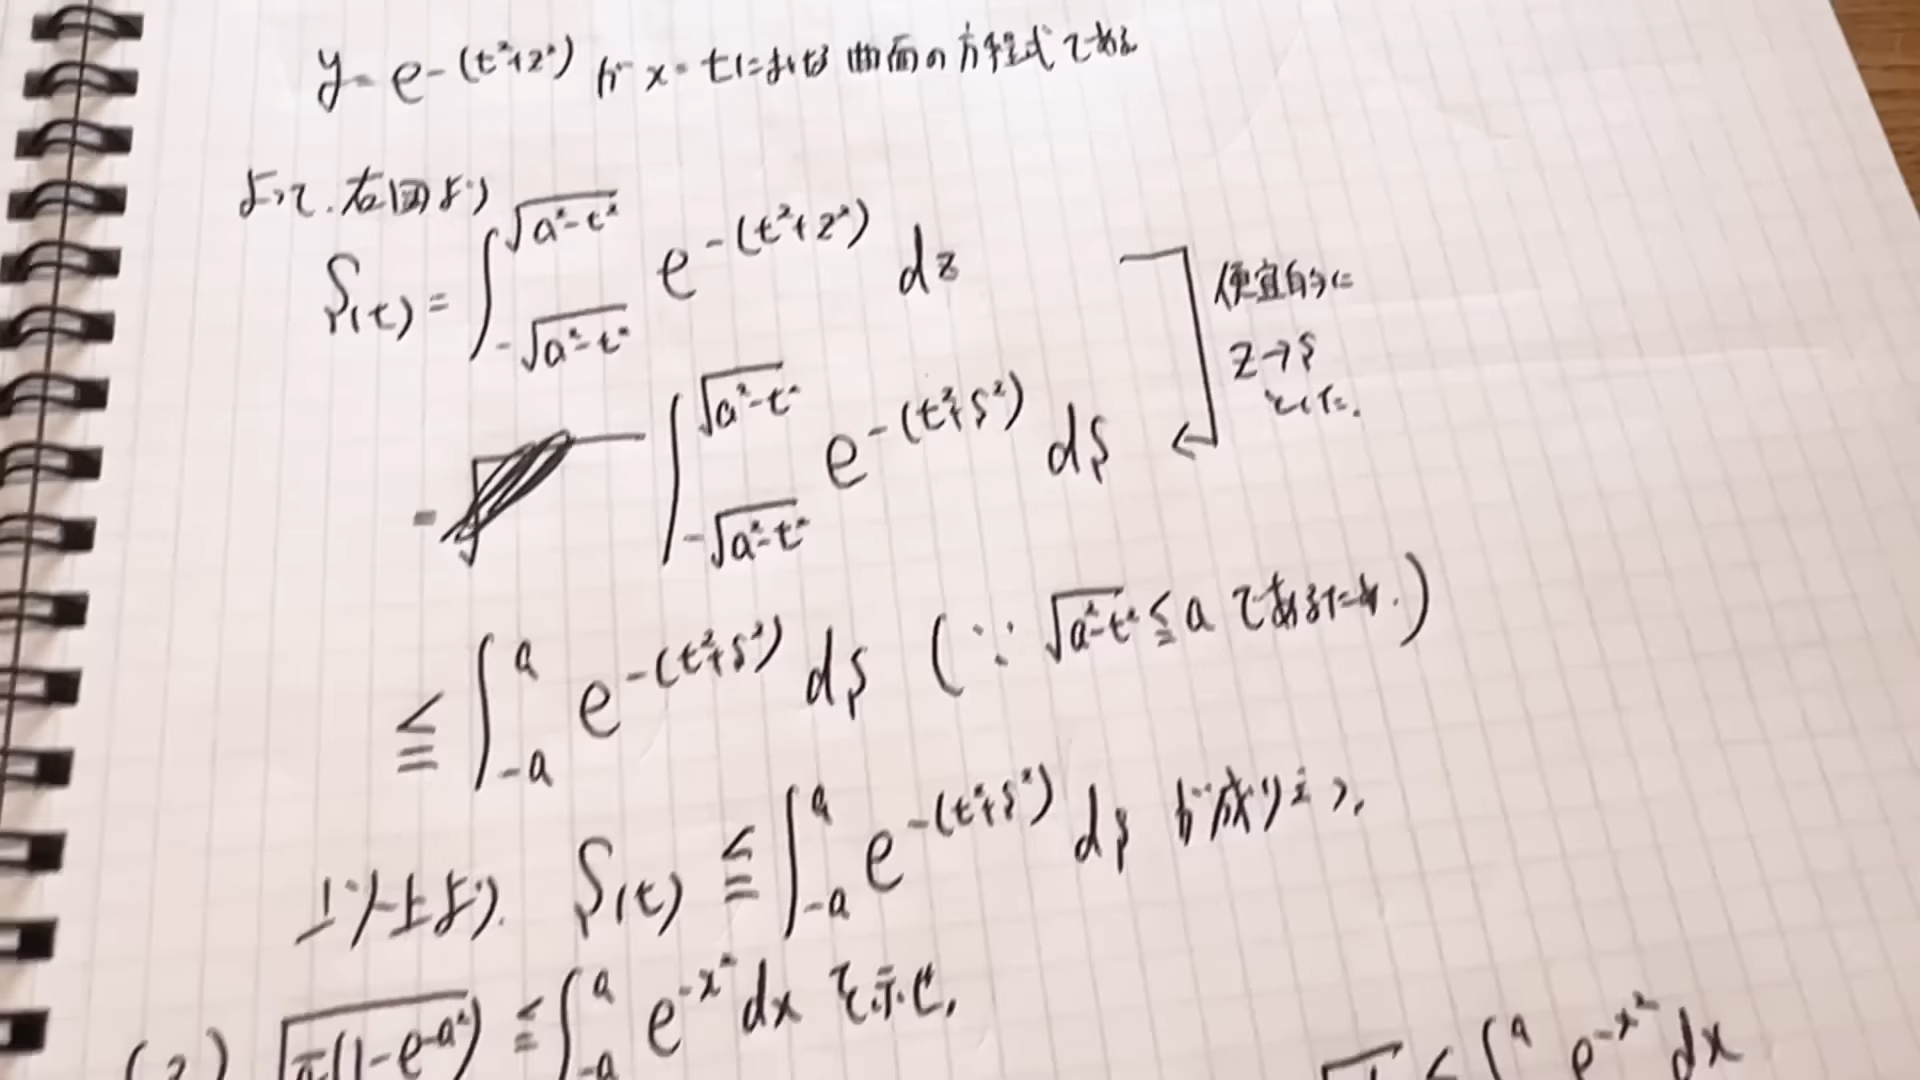 y = e^{-(t²+z²)} が x = t における曲面の方程式である
よって、右図より
S(t) = ∫_{-√(a²-t²)}^{√(a²-t²)} e^{-(t²+z²)} dz
便宜的に
z→s
とした.
= ∫_{-√(a²-t²)}^{√(a²-t²)} e^{-(t²+s²)} ds
≦ ∫_{-a}^{a} e^{-(t²+s²)} ds (∵ √(a²-t²) ≦ a であるため.)
以上より. S(t) ≦ ∫_{-a}^{a} e^{-(t²+s²)} ds が成り立つ.
√(π(1-e^{-a²})) ≦ ∫_{-a}^{a} e^{-x²} dx を示せ.
≦ ∫^{a} e^{-x²} dx